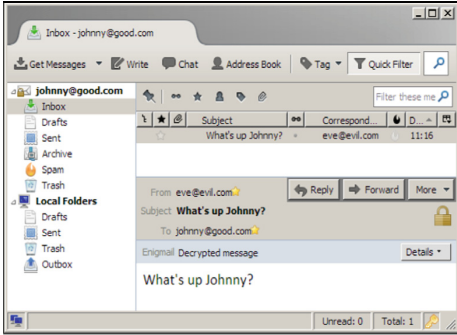 Inbox - johnny@good.com
Get Messages Write Chat Address Book Tag Quick Filter
johnny@good.com
Inbox
Drafts
Sent
Archive
Spam
Trash
Local Folders
Drafts
Sent
Trash
Outbox
Filter these me
Subject Correspond... D...
What's up Johnny? eve@evil.com 11:16
From eve@evil.com
Reply Forward More
Subject What's up Johnny?
To johnny@good.com
Enigmail Decrypted message Details
What's up Johnny?
Unread: 0 Total: 1